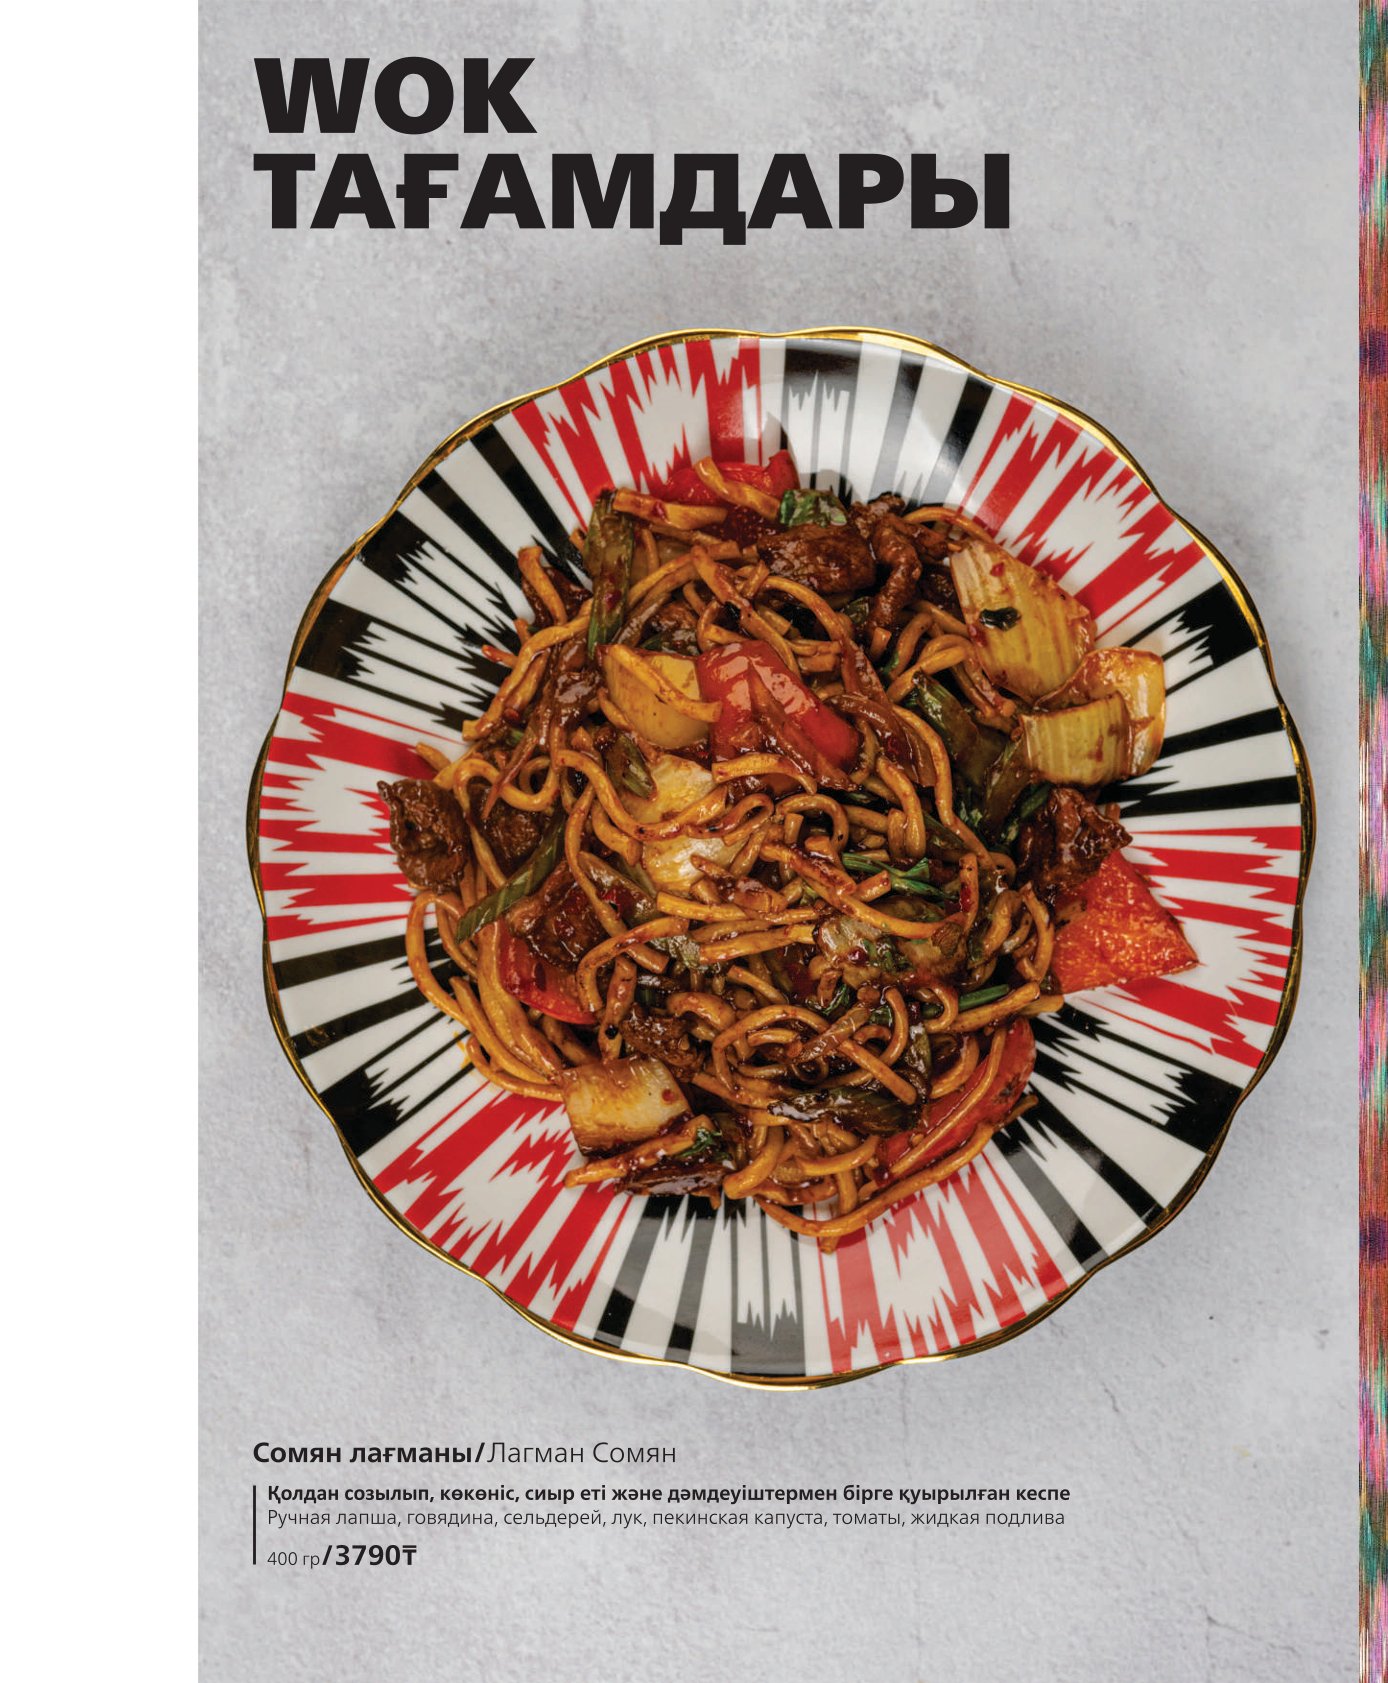 WOK
ТАҒАМДАРЫ
Сомян лағманы/Лагман Сомян
Қолдан созылып, көкөніс, сиыр еті және дәмдеуіштермен бірге қуырылған кеспе
Ручная лапша, говядина, сельдерей, лук, пекинская капуста, томаты, жидкая подлива
400 гр/3790₸